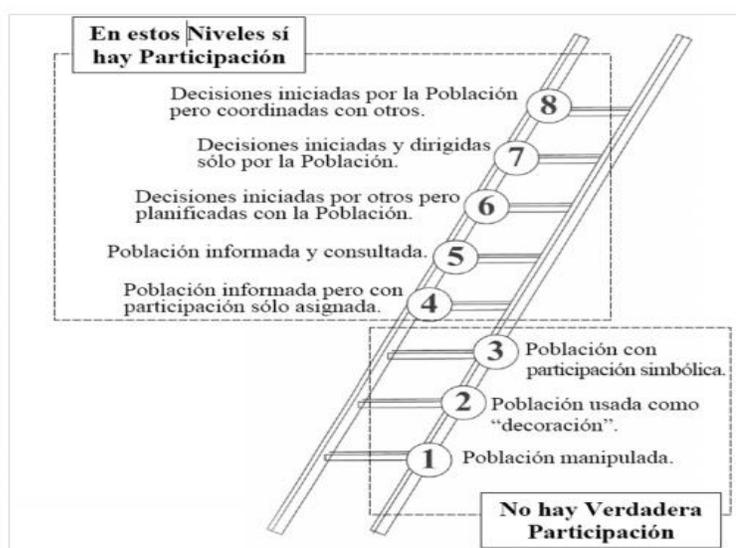 En estos Niveles sí
hay Participación
Decisiones iniciadas por la Población
pero coordinadas con otros.
8
Decisiones iniciadas y dirigidas
sólo por la Población.
7
Decisiones iniciadas por otros pero
planificadas con la Población.
6
Población informada y consultada.
5
Población informada pero con
participación sólo asignada.
4
3
Población con
participación simbólica.
2
Población usada como
“decoración”.
1
Población manipulada.
No hay Verdadera
Participación